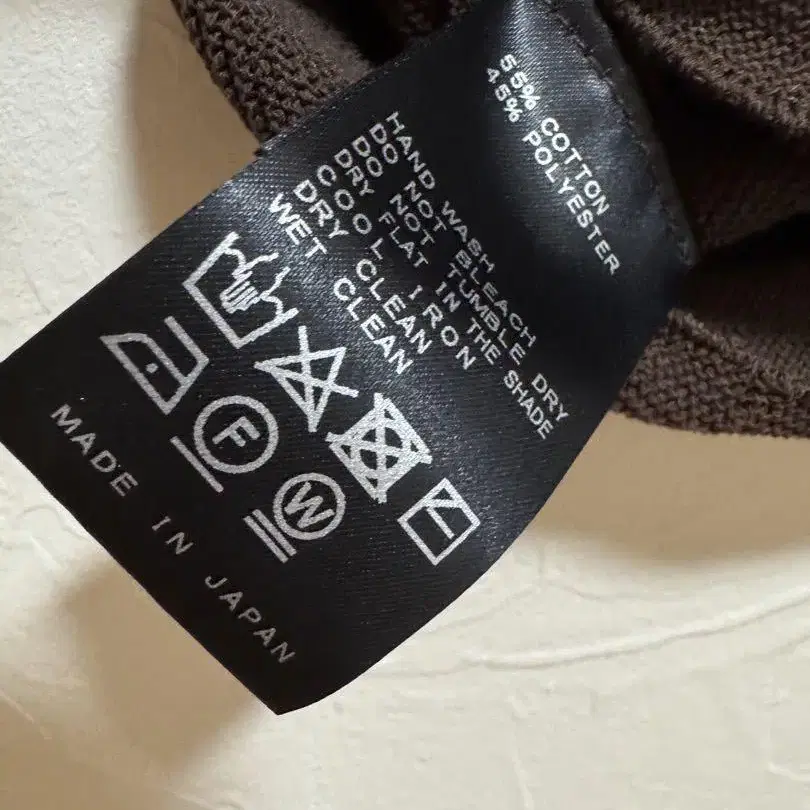 55% COTTON
45% POLYESTER
HAND WASH
DO NOT BLEACH
DO NOT TUMBLE DRY
DRY FLAT IN THE SHADE
COOL IRON
DRY CLEAN
WET CLEAN
F
W
MADE IN JAPAN